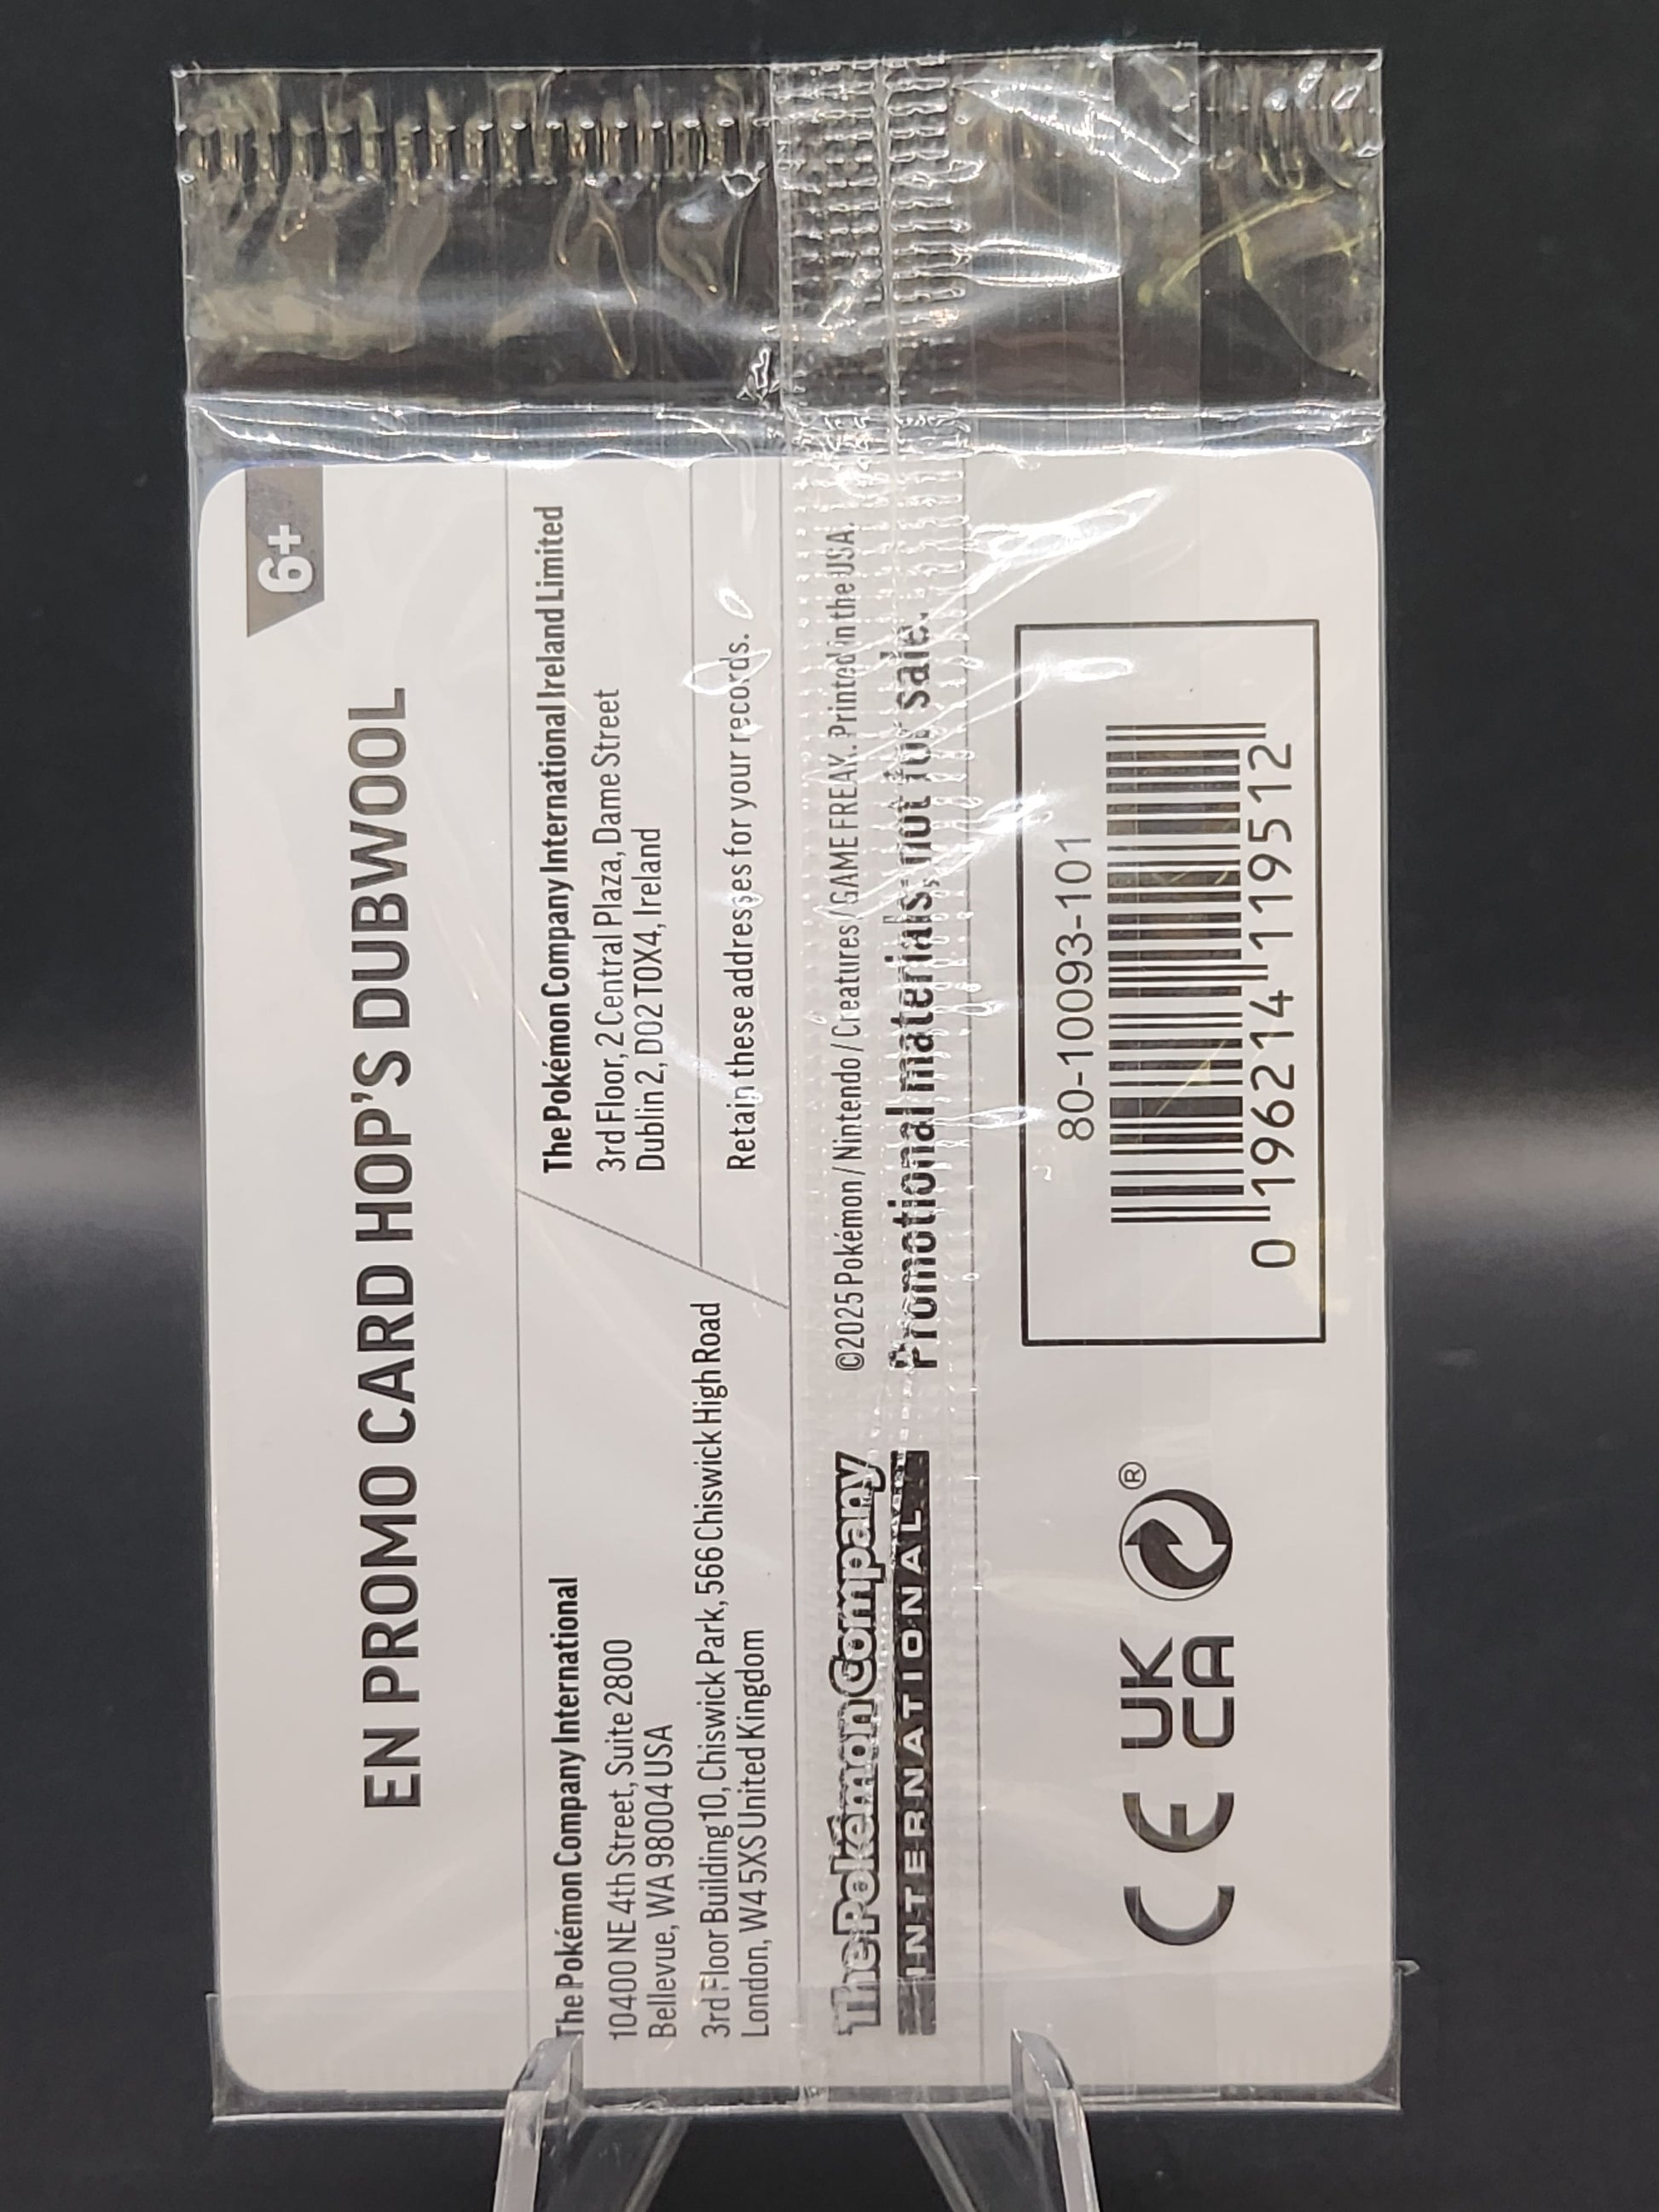 6+
EN PROMO CARD HOP'S DUBWOOL
The Pokémon Company International
10400 NE 4th Street, Suite 2800
Bellevue, WA 98004 USA
3rd Floor Building 10, Chiswick Park, 566 Chiswick High Road
London, W4 5XS United Kingdom
The Pokémon Company International Ireland Limited
3rd Floor, 2 Central Plaza, Dame Street
Dublin 2, D02 T0X4, Ireland
Retain these addresses for your records.
The Pokémon Company
INTERNATIONAL
©2025 Pokémon / Nintendo / Creatures / GAME FREAK. Printed in the USA.
Promotional materials; not for sale.
CE
UK
CA
®
80-10093-101
0 196214 119512